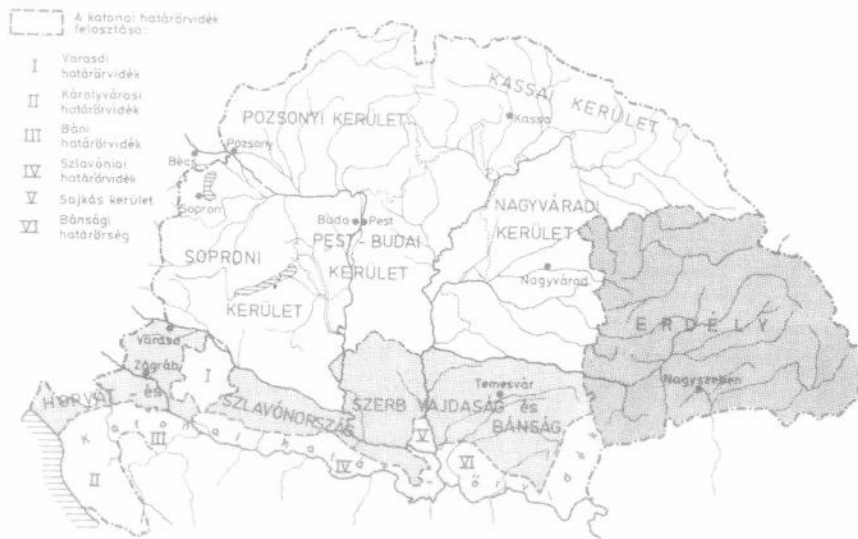 A katonai határőrvidék
felosztása:
I Varasdi
határőrvidék
II Károlyvárosi
határőrvidék
III Báni
határőrvidék
IV Szlavóniai
határőrvidék
V Sajkás kerület
VI Bánsági
határőrség
KASSAI KERÜLET
POZSONYI KERÜLET
Kassa
Bécs
Pozsony
Sopron
NAGYVÁRADI
KERÜLET
Buda
Pest
PEST-BUDAI
KERÜLET
SOPRONI
KERÜLET
Nagyvárad
ERDÉLY
Varasd
Zágráb
I
Temesvár
Nagyszeben
HORVÁT- és
SZLAVÓNORSZÁG
SZERB VAJDASÁG és
BÁNSÁG
V
Katonai határőrvidék
III
II
IV
VI